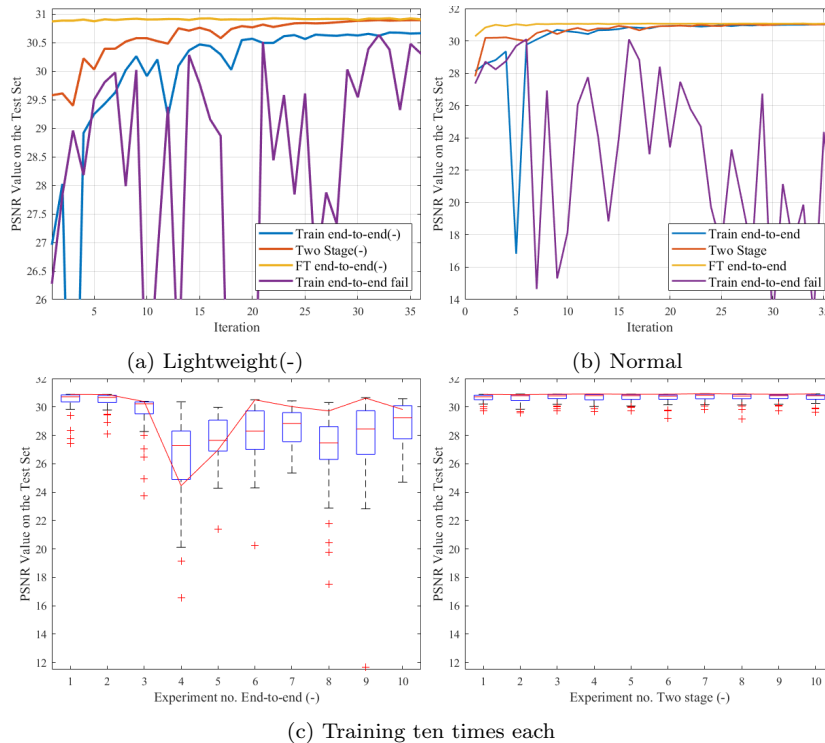 31
30.5
30
29.5
29
28.5
28
27.5
27
26.5
26
PSNR Value on the Test Set
Train end-to-end(-)
Two Stage(-)
FT end-to-end(-)
Train end-to-end fail
5 10 15 20 25 30 35
Iteration
(a) Lightweight(-)
32
30
28
26
24
22
20
18
16
14
PSNR Value on the Test Set
Train end-to-end
Two Stage
FT end-to-end
Train end-to-end fail
0 5 10 15 20 25 30 35
Iteration
(b) Normal
32
30
28
26
24
22
20
18
16
14
12
PSNR Value on the Test Set
1 2 3 4 5 6 7 8 9 10
Experiment no. End-to-end (-)
32
30
28
26
24
22
20
18
16
14
12
PSNR Value on the Test Set
1 2 3 4 5 6 7 8 9 10
Experiment no. Two stage (-)
(c) Training ten times each